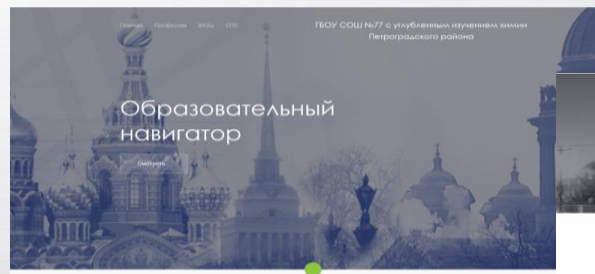 Главная Профессии ВУЗы СПО
ГБОУ СОШ №77 с углубленным изучением химии
Петроградского района
Образовательный
навигатор
Смотреть